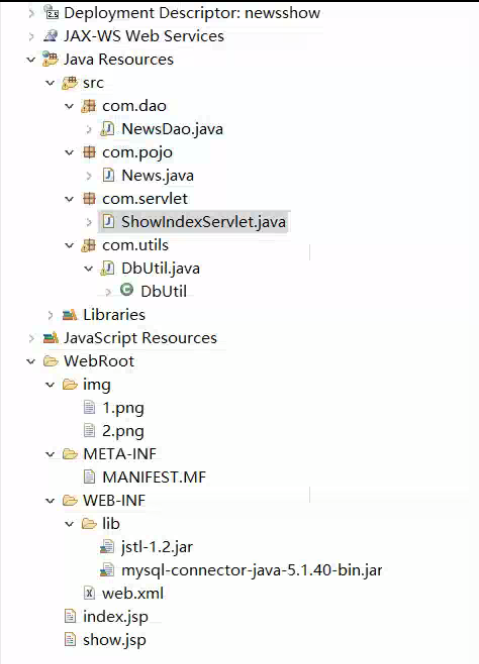 Deployment Descriptor: newsshow
JAX-WS Web Services
Java Resources
src
com.dao
NewsDao.java
com.pojo
News.java
com.servlet
ShowIndexServlet.java
com.utils
DbUtil.java
DbUtil
Libraries
JavaScript Resources
WebRoot
img
1.png
2.png
META-INF
MANIFEST.MF
WEB-INF
lib
jstl-1.2.jar
mysql-connector-java-5.1.40-bin.jar
web.xml
index.jsp
show.jsp